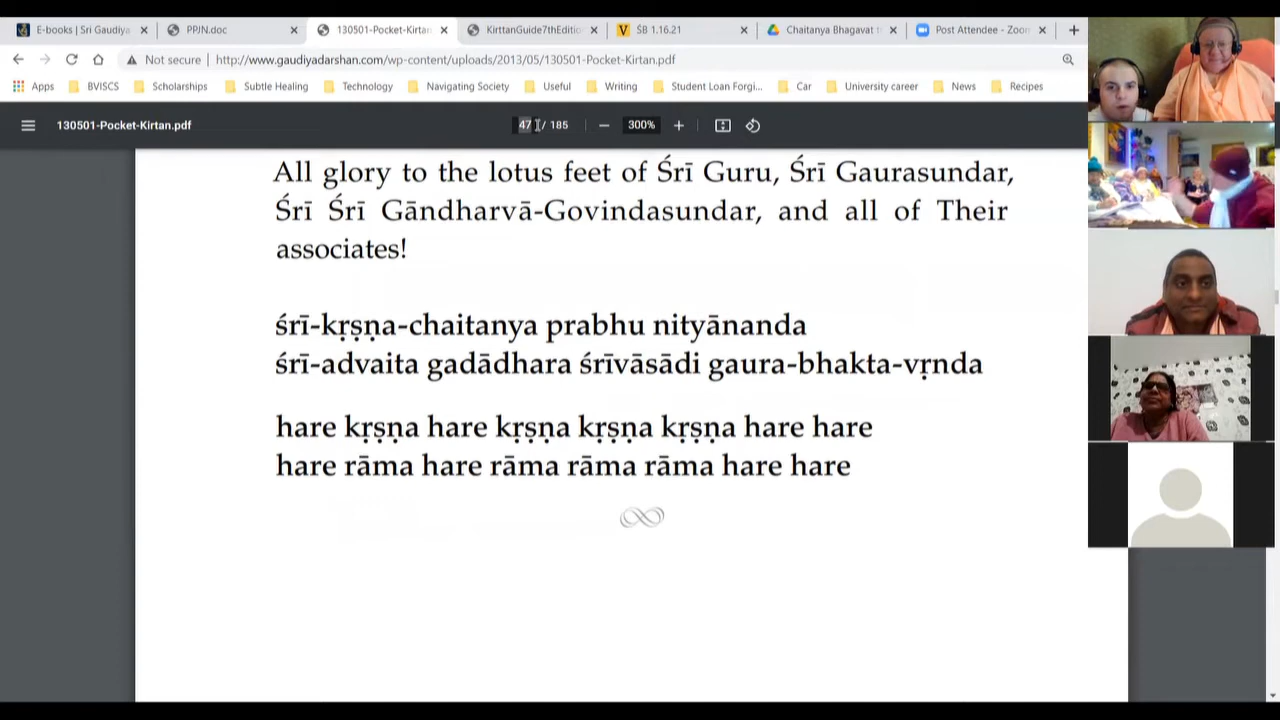 E-books | Sri Gaudiya
PPJN.doc
130501-Pocket-Kirtan
KirttanGuide7thEditio
ŚB 1.16.21
Chaitanya Bhagavat
Post Attendee - Zoom
Not secure | http://www.gaudiyadarshan.com/wp-content/uploads/2013/05/130501-Pocket-Kirtan.pdf
Apps BVISCS Scholarships Subtle Healing Technology Navigating Society Useful Writing Student Loan Forgi... Car University career News Recipes
130501-Pocket-Kirtan.pdf 47 / 185 300%
All glory to the lotus feet of Śrī Guru, Śrī Gaurasundar,
Śrī Śrī Gāndharvā-Govindasundar, and all of Their
associates!
śrī-kṛṣṇa-chaitanya prabhu nityānanda
śrī-advaita gadādhara śrīvāsādi gaura-bhakta-vṛnda
hare kṛṣṇa hare kṛṣṇa kṛṣṇa kṛṣṇa hare hare
hare rāma hare rāma rāma rāma hare hare